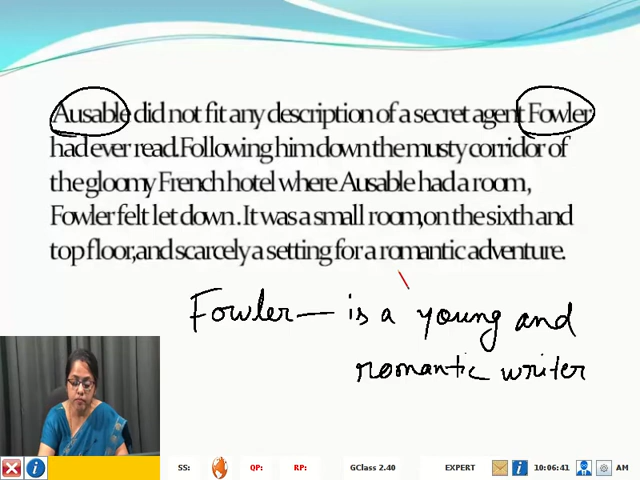 Ausable did not fit any description of a secret agent Fowler
had ever read.Following him down the musty corridor of
the gloomy French hotel where Ausable had a room ,
Fowler felt let down . It was a small room,on the sixth and
top floor,and scarcely a setting for a romantic adventure.
Fowler — is a young and
romantic writer
SS: QP: RP: GClass 2.40 EXPERT 10:06:41 AM